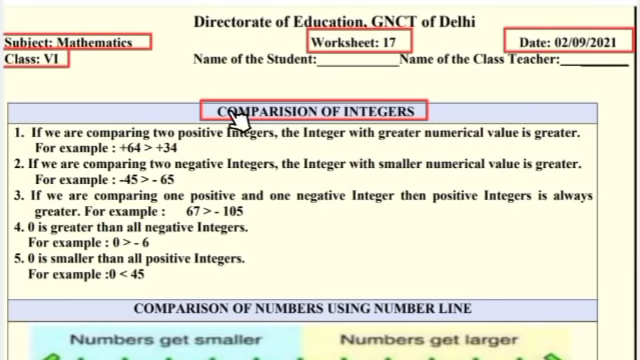 Directorate of Education, GNCT of Delhi
Subject: Mathematics Worksheet: 17 Date: 02/09/2021
Class: VI Name of the Student:____________Name of the Class Teacher:___________
COMPARISION OF INTEGERS
1. If we are comparing two positive Integers, the Integer with greater numerical value is greater.
For example : +64 > +34
2. If we are comparing two negative Integers, the Integer with smaller numerical value is greater.
For example : -45 > - 65
3. If we are comparing one positive and one negative Integer then positive Integers is always
greater. For example : 67 > - 105
4. 0 is greater than all negative Integers.
For example : 0 > - 6
5. 0 is smaller than all positive Integers.
For example :0 < 45
COMPARISON OF NUMBERS USING NUMBER LINE
Numbers get smaller Numbers get larger